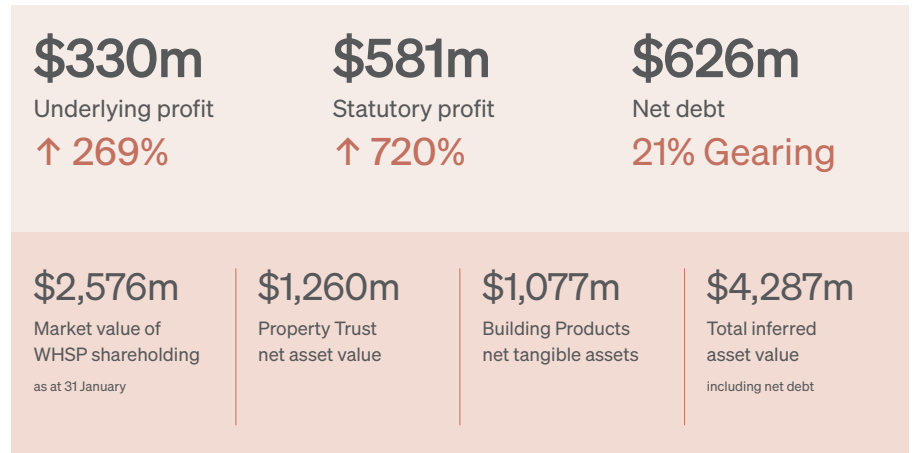 $330m
Underlying profit
↑ 269%
$581m
Statutory profit
↑ 720%
$626m
Net debt
21% Gearing
$2,576m
Market value of
WHSP shareholding
as at 31 January
$1,260m
Property Trust
net asset value
$1,077m
Building Products
net tangible assets
$4,287m
Total inferred
asset value
including net debt